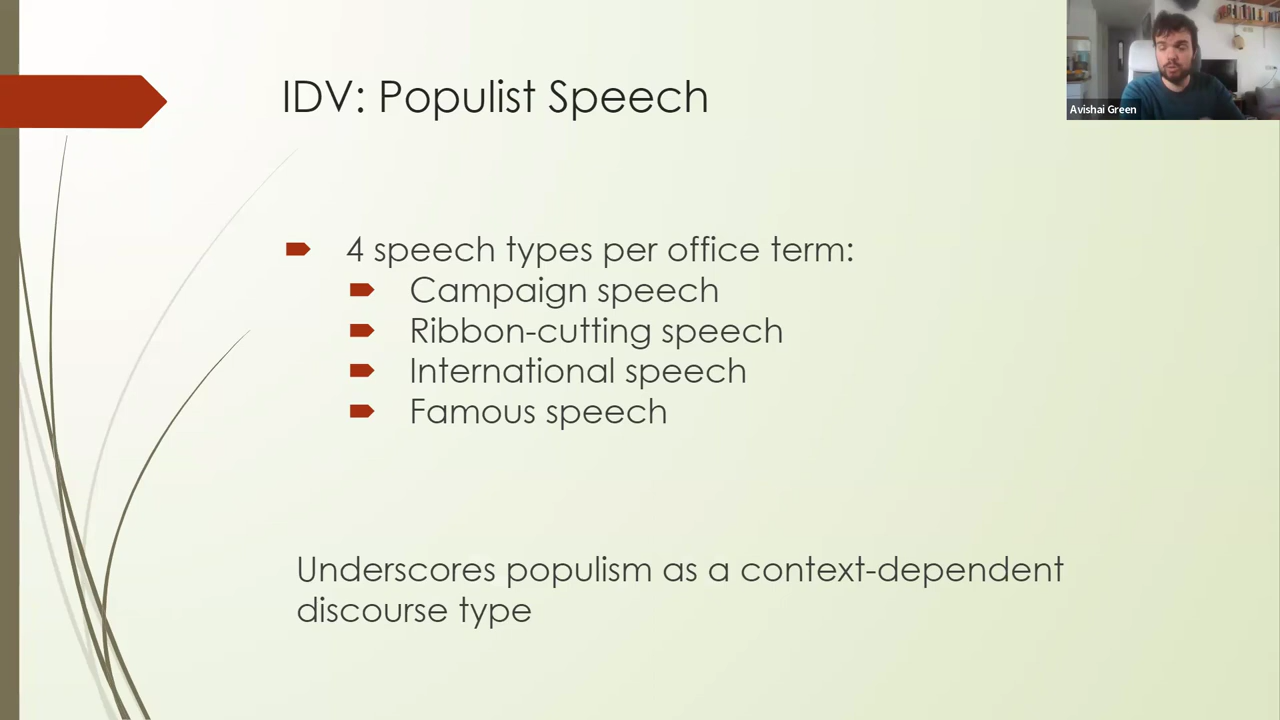 IDV: Populist Speech
Avishai Green
4 speech types per office term:
Campaign speech
Ribbon-cutting speech
International speech
Famous speech
Underscores populism as a context-dependent
discourse type